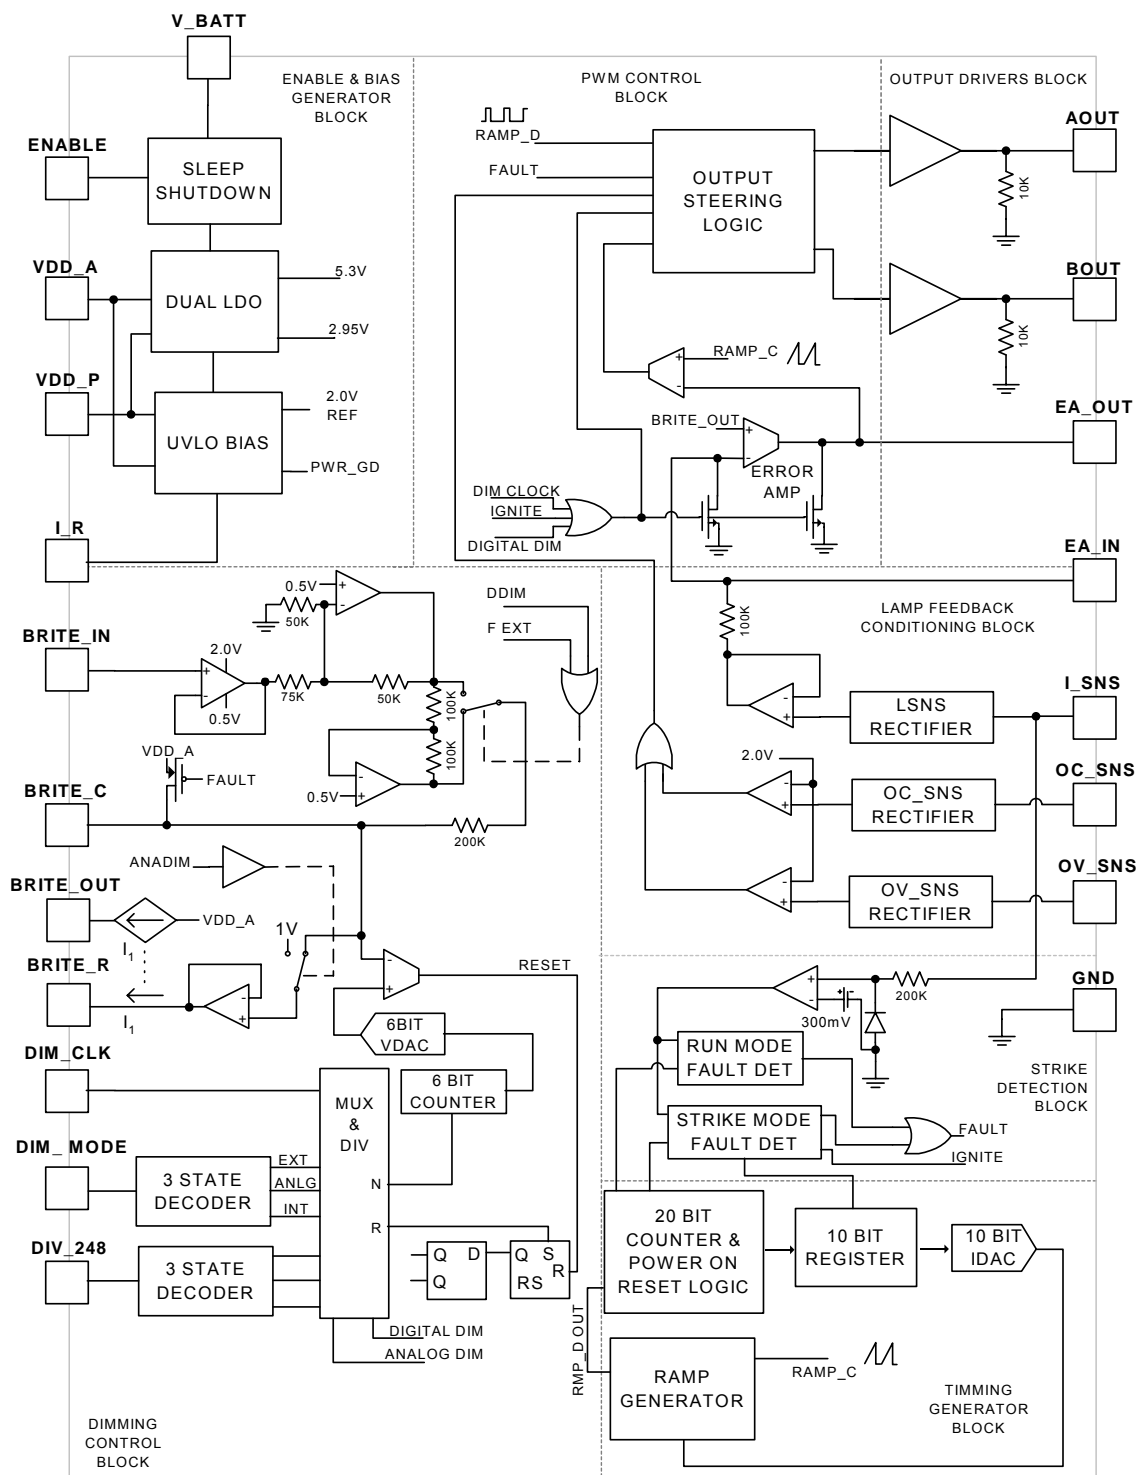 V_BATT
ENABLE & BIAS
GENERATOR
BLOCK
PWM CONTROL
BLOCK
OUTPUT DRIVERS BLOCK
ENABLE
SLEEP
SHUTDOWN
VDD_A
DUAL LDO
5.3V
2.95V
VDD_P
UVLO BIAS
2.0V
REF
PWR_GD
I_R
RAMP_D
FAULT
OUTPUT
STEERING
LOGIC
AOUT
10K
BOUT
10K
RAMP_C
+
-
BRITE_OUT
+
-
ERROR
AMP
EA_OUT
DIM CLOCK
IGNITE
DIGITAL DIM
EA_IN
LAMP FEEDBACK
CONDITIONING BLOCK
100K
-
+
LSNS
RECTIFIER
I_SNS
2.0V
-
+
OC_SNS
RECTIFIER
OC_SNS
-
+
OV_SNS
RECTIFIER
OV_SNS
BRITE_IN
+
-
2.0V
0.5V
75K
50K
0.5V
+
-
50K
100K
100K
0.5V
-
+
DDIM
F EXT
VDD_A
FAULT
BRITE_C
200K
ANADIM
BRITE_OUT
VDD_A
I1
1V
BRITE_R
I1
-
+
-
+
RESET
6BIT
VDAC
6 BIT
COUNTER
DIM_CLK
MUX
&
DIV
N
R
DIM_ MODE
3 STATE
DECODER
EXT
ANLG
INT
DIV_248
3 STATE
DECODER
Q
D
Q
Q
S
R
RS
DIGITAL DIM
ANALOG DIM
DIMMING
CONTROL
BLOCK
+
-
300mV
+
-
200K
GND
RUN MODE
FAULT DET
STRIKE MODE
FAULT DET
FAULT
IGNITE
STRIKE
DETECTION
BLOCK
20 BIT
COUNTER &
POWER ON
RESET LOGIC
10 BIT
REGISTER
10 BIT
IDAC
RMP_D OUT
RAMP
GENERATOR
RAMP_C
TIMMING
GENERATOR
BLOCK